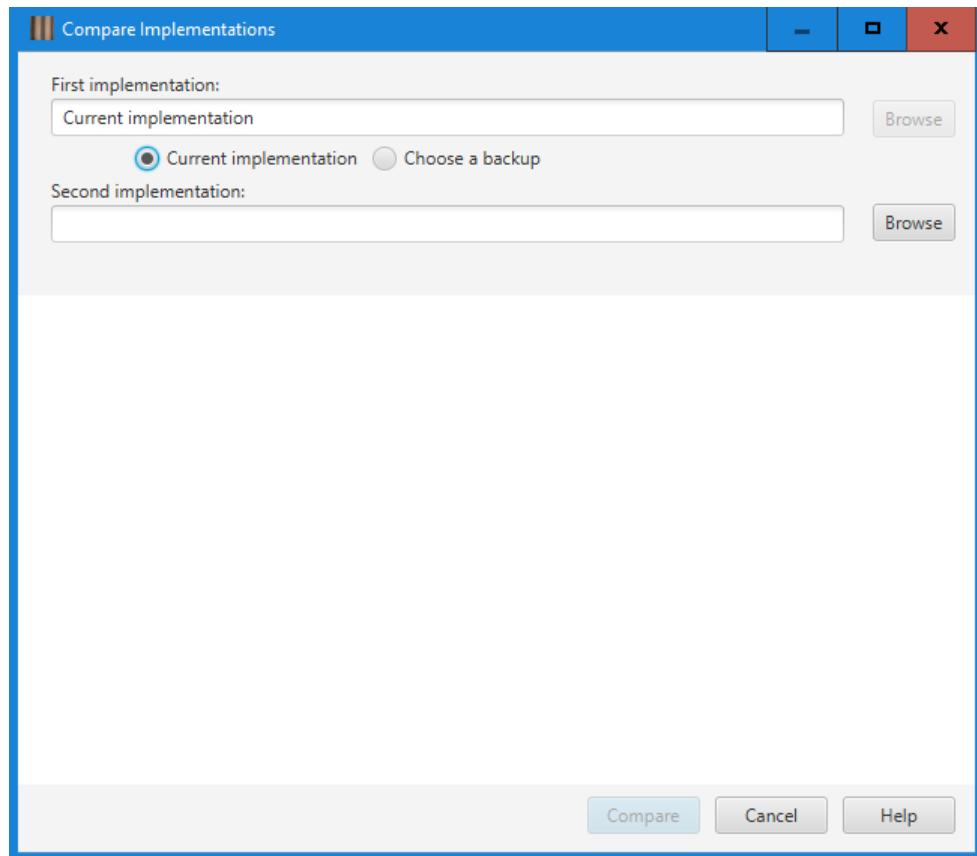 Compare Implementations
First implementation:
Current implementation
Browse
Current implementation Choose a backup
Second implementation:
Browse
Compare Cancel Help